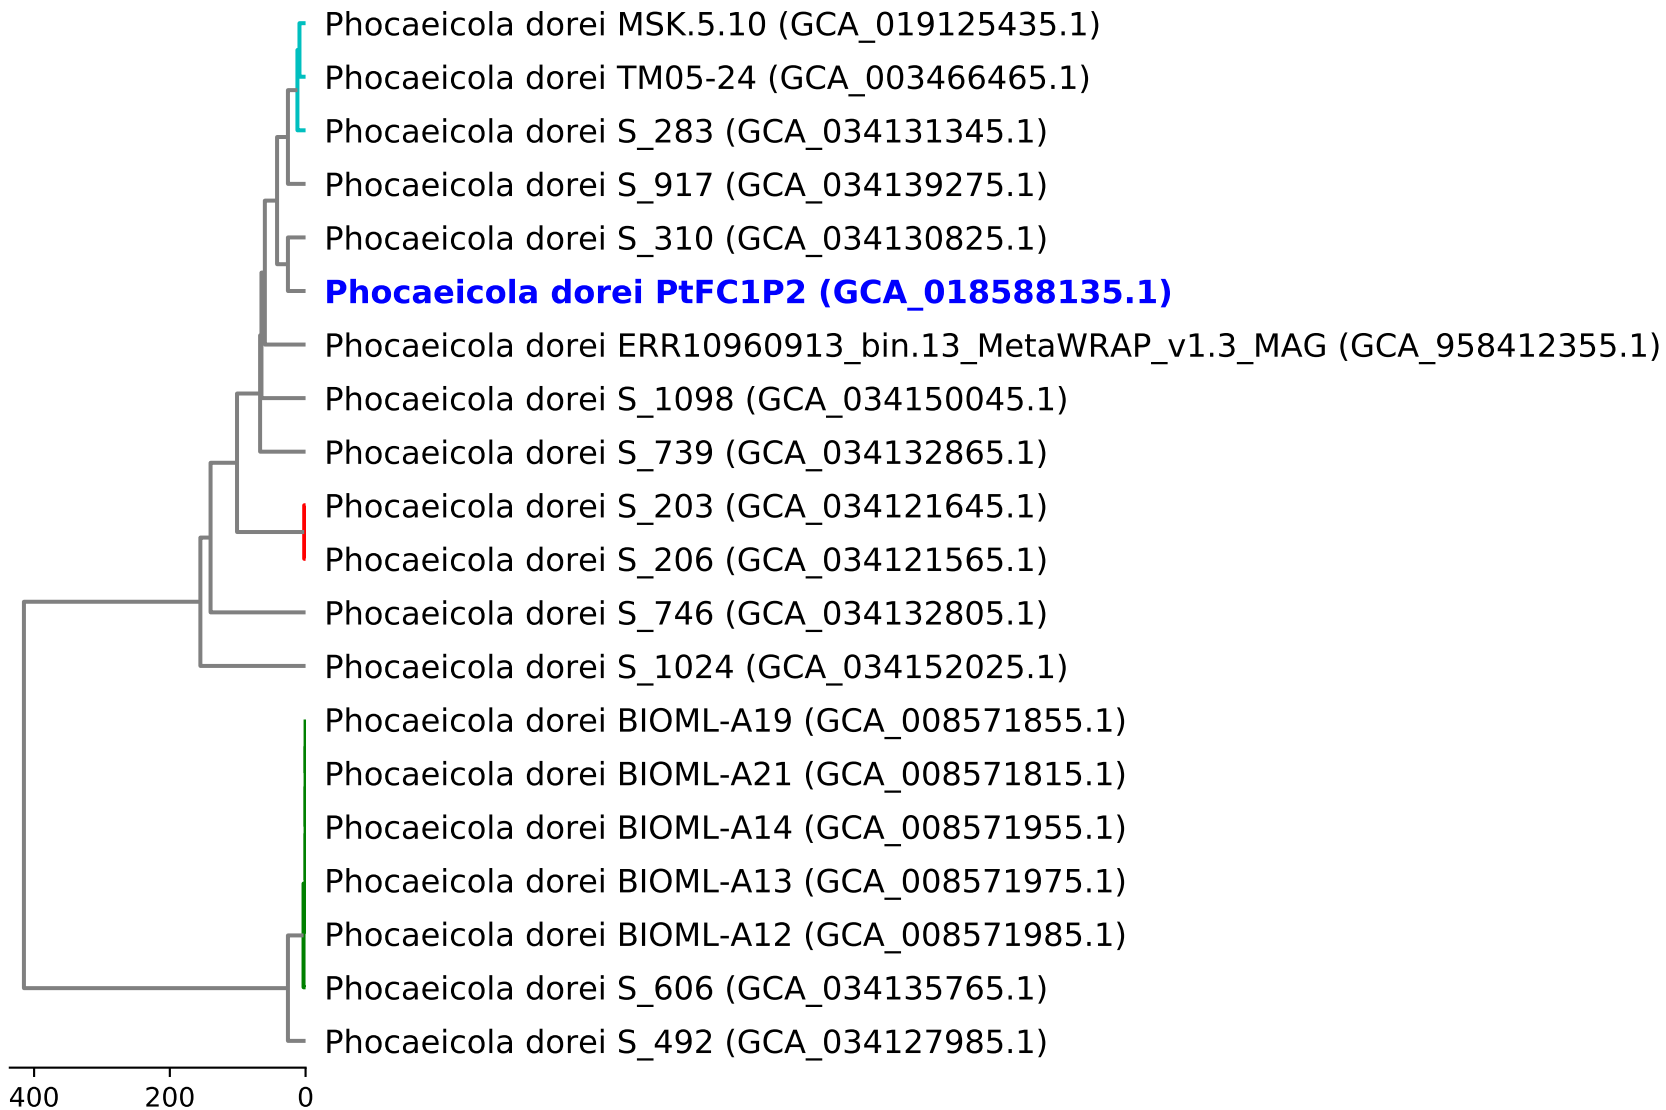 Phocaeicola dorei MSK.5.10 (GCA_019125435.1)
Phocaeicola dorei TM05-24 (GCA_003466465.1)
Phocaeicola dorei S_283 (GCA_034131345.1)
Phocaeicola dorei S_917 (GCA_034139275.1)
Phocaeicola dorei S_310 (GCA_034130825.1)
Phocaeicola dorei PtFC1P2 (GCA_018588135.1)
Phocaeicola dorei ERR10960913_bin.13_MetaWRAP_v1.3_MAG (GCA_958412355.1)
Phocaeicola dorei S_1098 (GCA_034150045.1)
Phocaeicola dorei S_739 (GCA_034132865.1)
Phocaeicola dorei S_203 (GCA_034121645.1)
Phocaeicola dorei S_206 (GCA_034121565.1)
Phocaeicola dorei S_746 (GCA_034132805.1)
Phocaeicola dorei S_1024 (GCA_034152025.1)
Phocaeicola dorei BIOML-A19 (GCA_008571855.1)
Phocaeicola dorei BIOML-A21 (GCA_008571815.1)
Phocaeicola dorei BIOML-A14 (GCA_008571955.1)
Phocaeicola dorei BIOML-A13 (GCA_008571975.1)
Phocaeicola dorei BIOML-A12 (GCA_008571985.1)
Phocaeicola dorei S_606 (GCA_034135765.1)
Phocaeicola dorei S_492 (GCA_034127985.1)
400 200 0